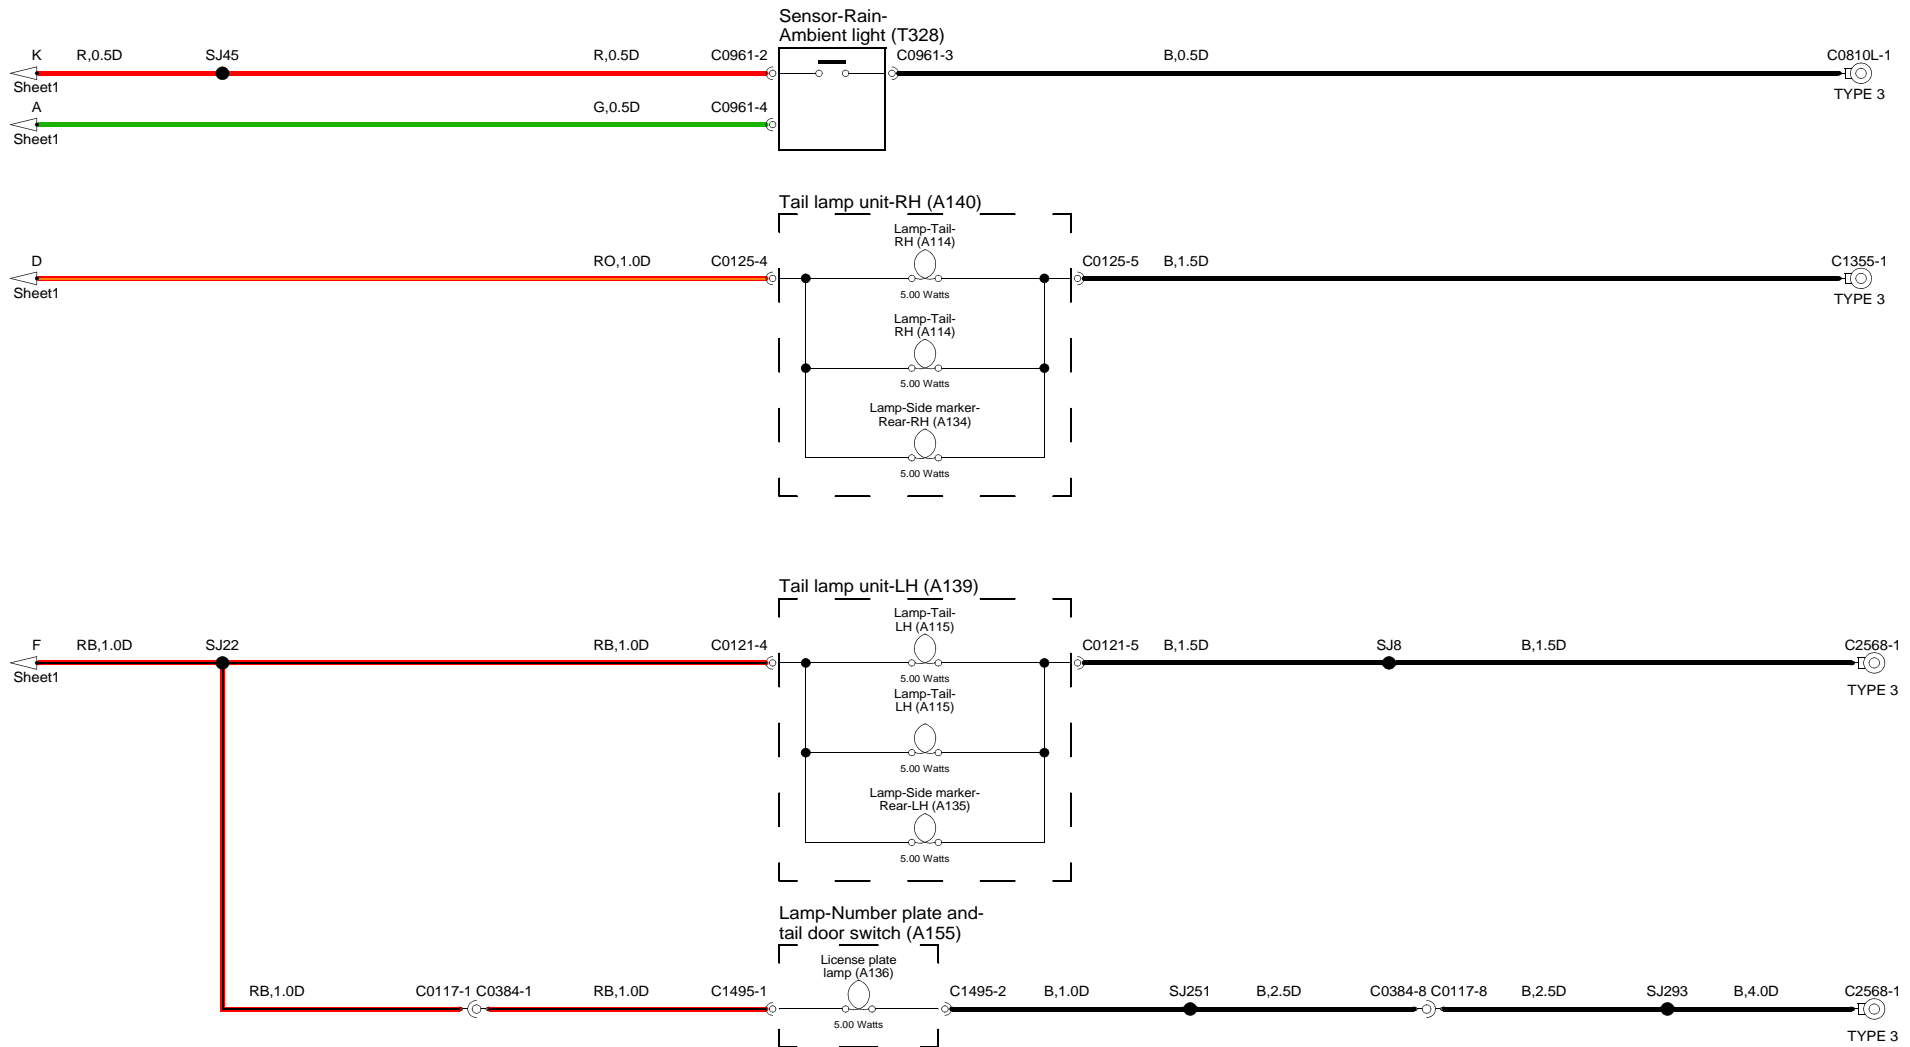 Sensor-Rain-
Ambient light (T328)
K R,0.5D SJ45 R,0.5D C0961-2 C0961-3 B,0.5D C0810L-1
Sheet1 TYPE 3
A G,0.5D C0961-4
Sheet1
Tail lamp unit-RH (A140)
Lamp-Tail-
RH (A114)
D RO,1.0D C0125-4 C0125-5 B,1.5D C1355-1
Sheet1 5.00 Watts TYPE 3
Lamp-Tail-
RH (A114)
5.00 Watts
Lamp-Side marker-
Rear-RH (A134)
5.00 Watts
Tail lamp unit-LH (A139)
Lamp-Tail-
LH (A115)
F RB,1.0D SJ22 RB,1.0D C0121-4 C0121-5 B,1.5D SJ8 B,1.5D C2568-1
Sheet1 5.00 Watts TYPE 3
Lamp-Tail-
LH (A115)
5.00 Watts
Lamp-Side marker-
Rear-LH (A135)
5.00 Watts
Lamp-Number plate and-
tail door switch (A155)
License plate
lamp (A136)
RB,1.0D C0117-1 C0384-1 RB,1.0D C1495-1 C1495-2 B,1.0D SJ251 B,2.5D C0384-8 C0117-8 B,2.5D SJ293 B,4.0D C2568-1
5.00 Watts TYPE 3